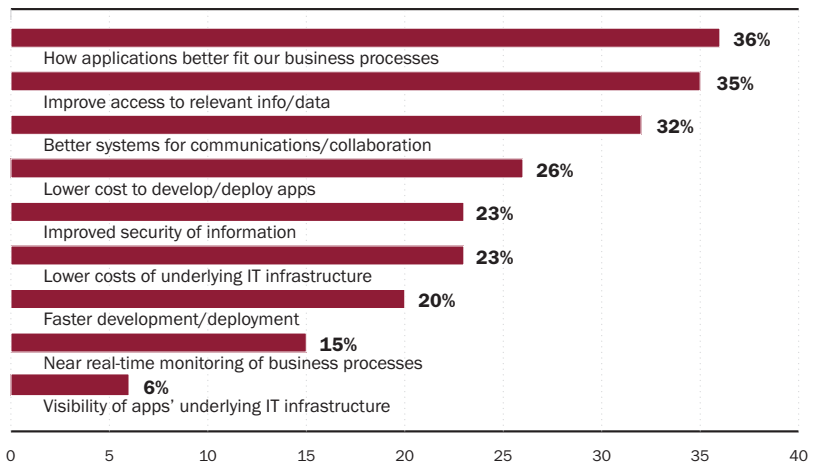 36%
How applications better fit our business processes
35%
Improve access to relevant info/data
32%
Better systems for communications/collaboration
26%
Lower cost to develop/deploy apps
23%
Improved security of information
23%
Lower costs of underlying IT infrastructure
20%
Faster development/deployment
15%
Near real-time monitoring of business processes
6%
Visibility of apps’ underlying IT infrastructure
0 5 10 15 20 25 30 35 40